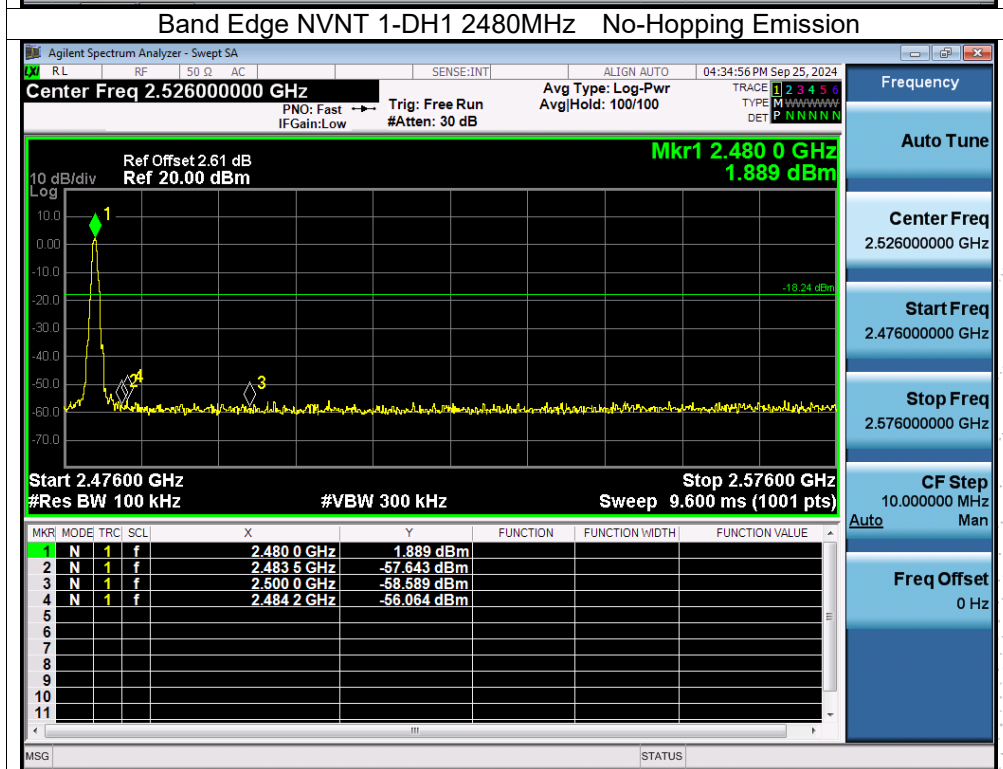 Band Edge NVNT 1-DH1 2480MHz No-Hopping Emission
Agilent Spectrum Analyzer - Swept SA
LXI RL RF 50 Ω AC SENSE:INT ALIGN AUTO 04:34:56 PM Sep 25, 2024
Center Freq 2.526000000 GHz
PNO: Fast
IFGain:Low
Trig: Free Run
#Atten: 30 dB
Avg Type: Log-Pwr
Avg|Hold: 100/100
TRACE 1 2 3 4 5 6
TYPE M WWWWW
DET P N N N N N
Frequency
Auto Tune
Center Freq
2.526000000 GHz
Start Freq
2.476000000 GHz
Stop Freq
2.576000000 GHz
CF Step
10.000000 MHz
Auto Man
Freq Offset
0 Hz
Mkr1 2.480 0 GHz
1.889 dBm
Ref Offset 2.61 dB
10 dB/div Ref 20.00 dBm
Log
10.0
0.00
-10.0
-20.0
-30.0
-40.0
-50.0
-60.0
-70.0
1
-18.24 dBm
2 4
3
Start 2.47600 GHz Stop 2.57600 GHz
#Res BW 100 kHz #VBW 300 kHz Sweep 9.600 ms (1001 pts)
MKR MODE TRC SCL X Y FUNCTION FUNCTION WIDTH FUNCTION VALUE
1 N 1 f 2.480 0 GHz 1.889 dBm
2 N 1 f 2.483 5 GHz -57.643 dBm
3 N 1 f 2.500 0 GHz -58.589 dBm
4 N 1 f 2.484 2 GHz -56.064 dBm
5
6
7
8
9
10
11
MSG STATUS